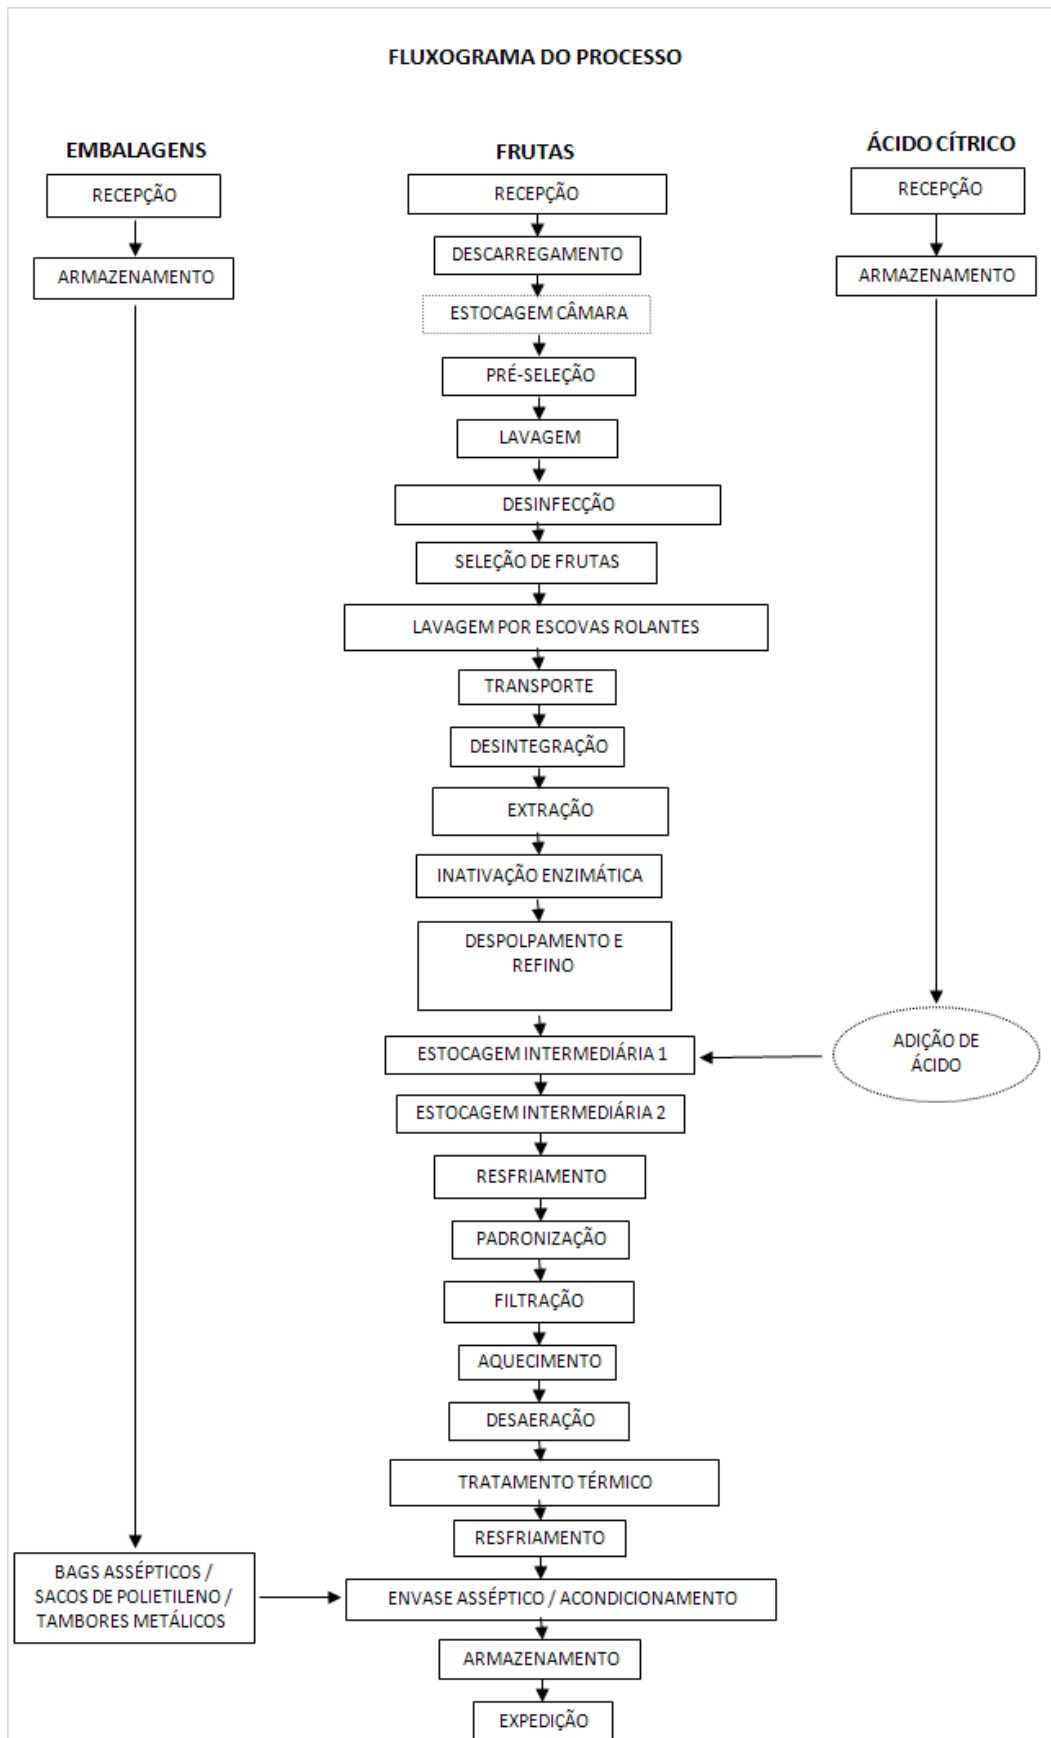 FLUXOGRAMA DO PROCESSO
EMBALAGENS
RECEPÇÃO
ARMAZENAMENTO
BAGS ASSÉPTICOS /
SACOS DE POLIETILENO /
TAMBORES METÁLICOS
FRUTAS
RECEPÇÃO
DESCARREGAMENTO
ESTOCAGEM CÂMARA
PRÉ-SELEÇÃO
LAVAGEM
DESINFECÇÃO
SELEÇÃO DE FRUTAS
LAVAGEM POR ESCOVAS ROLANTES
TRANSPORTE
DESINTEGRAÇÃO
EXTRAÇÃO
INATIVAÇÃO ENZIMÁTICA
DESPOLPAMENTO E
REFINO
ESTOCAGEM INTERMEDIÁRIA 1
ESTOCAGEM INTERMEDIÁRIA 2
RESFRIAMENTO
PADRONIZAÇÃO
FILTRAÇÃO
AQUECIMENTO
DESAERAÇÃO
TRATAMENTO TÉRMICO
RESFRIAMENTO
ENVASE ASSÉPTICO / ACONDICIONAMENTO
ARMAZENAMENTO
EXPEDIÇÃO
ÁCIDO CÍTRICO
RECEPÇÃO
ARMAZENAMENTO
ADIÇÃO DE
ÁCIDO